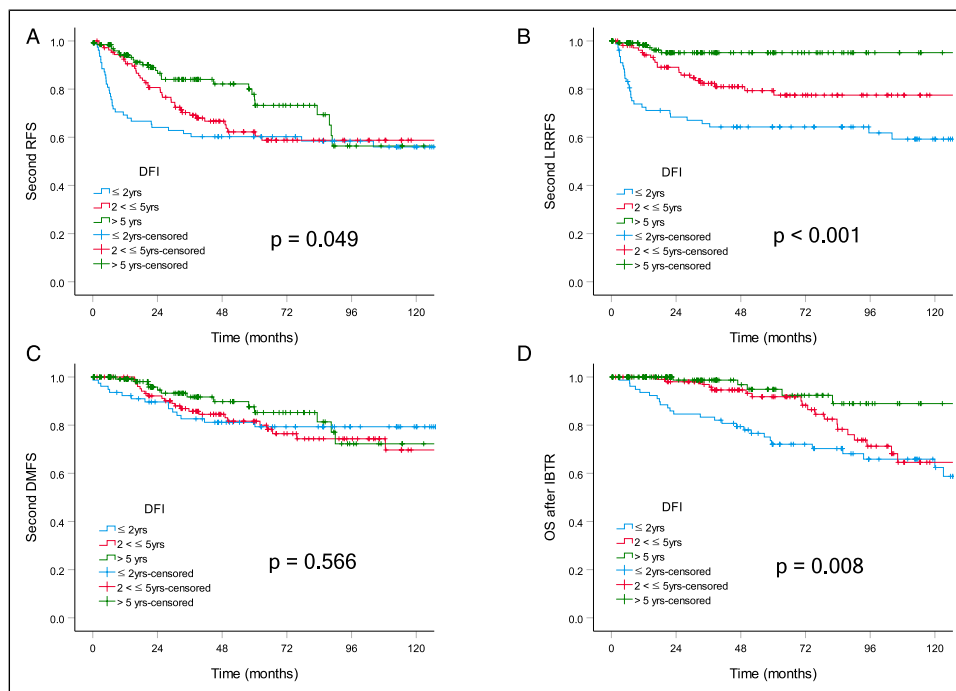 A
Second RFS
1.0
0.8
0.6
0.4
0.2
0.0
DFI
≤ 2yrs
2 < ≤ 5yrs
> 5 yrs
≤ 2yrs-censored
2 < ≤ 5yrs-censored
> 5 yrs-censored
p = 0.049
0 24 48 72 96 120
Time (months)
B
Second LRRFS
1.0
0.8
0.6
0.4
0.2
0.0
DFI
≤ 2yrs
2 < ≤ 5yrs
> 5 yrs
≤ 2yrs-censored
2 < ≤ 5yrs-censored
> 5 yrs-censored
p < 0.001
0 24 48 72 96 120
Time (months)
C
Second DMFS
1.0
0.8
0.6
0.4
0.2
0.0
DFI
≤ 2yrs
2 < ≤ 5yrs
> 5 yrs
≤ 2yrs-censored
2 < ≤ 5yrs-censored
> 5 yrs-censored
p = 0.566
0 24 48 72 96 120
Time (months)
D
OS after IBTR
1.0
0.8
0.6
0.4
0.2
0.0
DFI
≤ 2yrs
2 < ≤ 5yrs
> 5 yrs
≤ 2yrs-censored
2 < ≤ 5yrs-censored
> 5 yrs-censored
p = 0.008
0 24 48 72 96 120
Time (months)